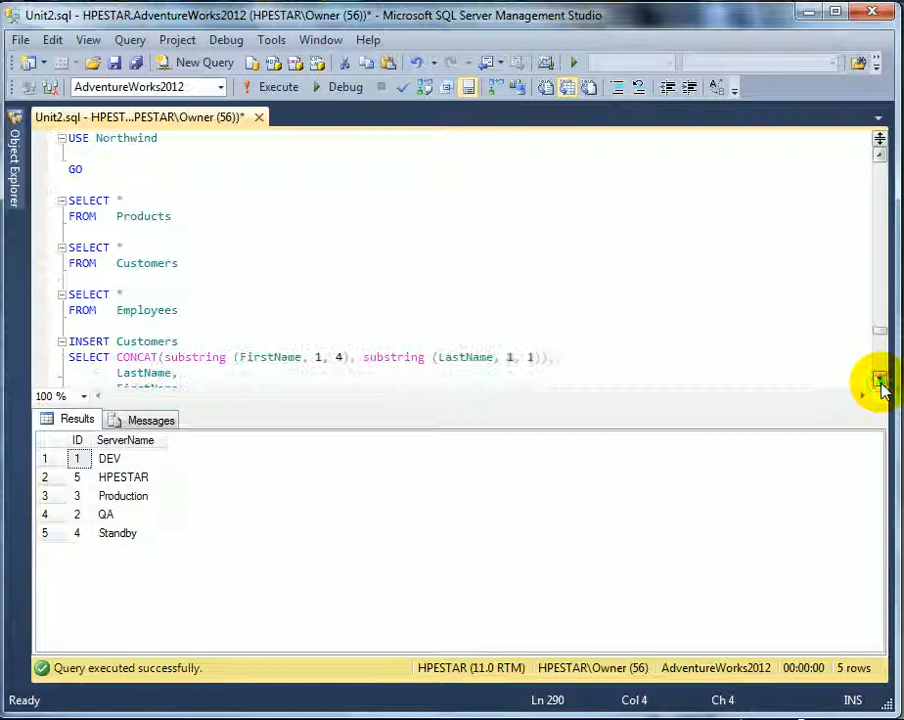 Unit2.sql - HPESTAR.AdventureWorks2012 (HPESTAR\Owner (56))* - Microsoft SQL Server Management Studio
File Edit View Query Project Debug Tools Window Help
New Query
AdventureWorks2012 Execute Debug
Unit2.sql - HPEST...PESTAR\Owner (56))*
Object Explorer
USE Northwind
GO
SELECT *
FROM Products
SELECT *
FROM Customers
SELECT *
FROM Employees
INSERT Customers
SELECT CONCAT(substring (FirstName, 1, 4), substring (LastName, 1, 1)),
LastName,
FirstName
100 %
Results Messages
ID ServerName
1 1 DEV
2 5 HPESTAR
3 3 Production
4 2 QA
5 4 Standby
Query executed successfully. HPESTAR (11.0 RTM) HPESTAR\Owner (56) AdventureWorks2012 00:00:00 5 rows
Ready Ln 290 Col 4 Ch 4 INS